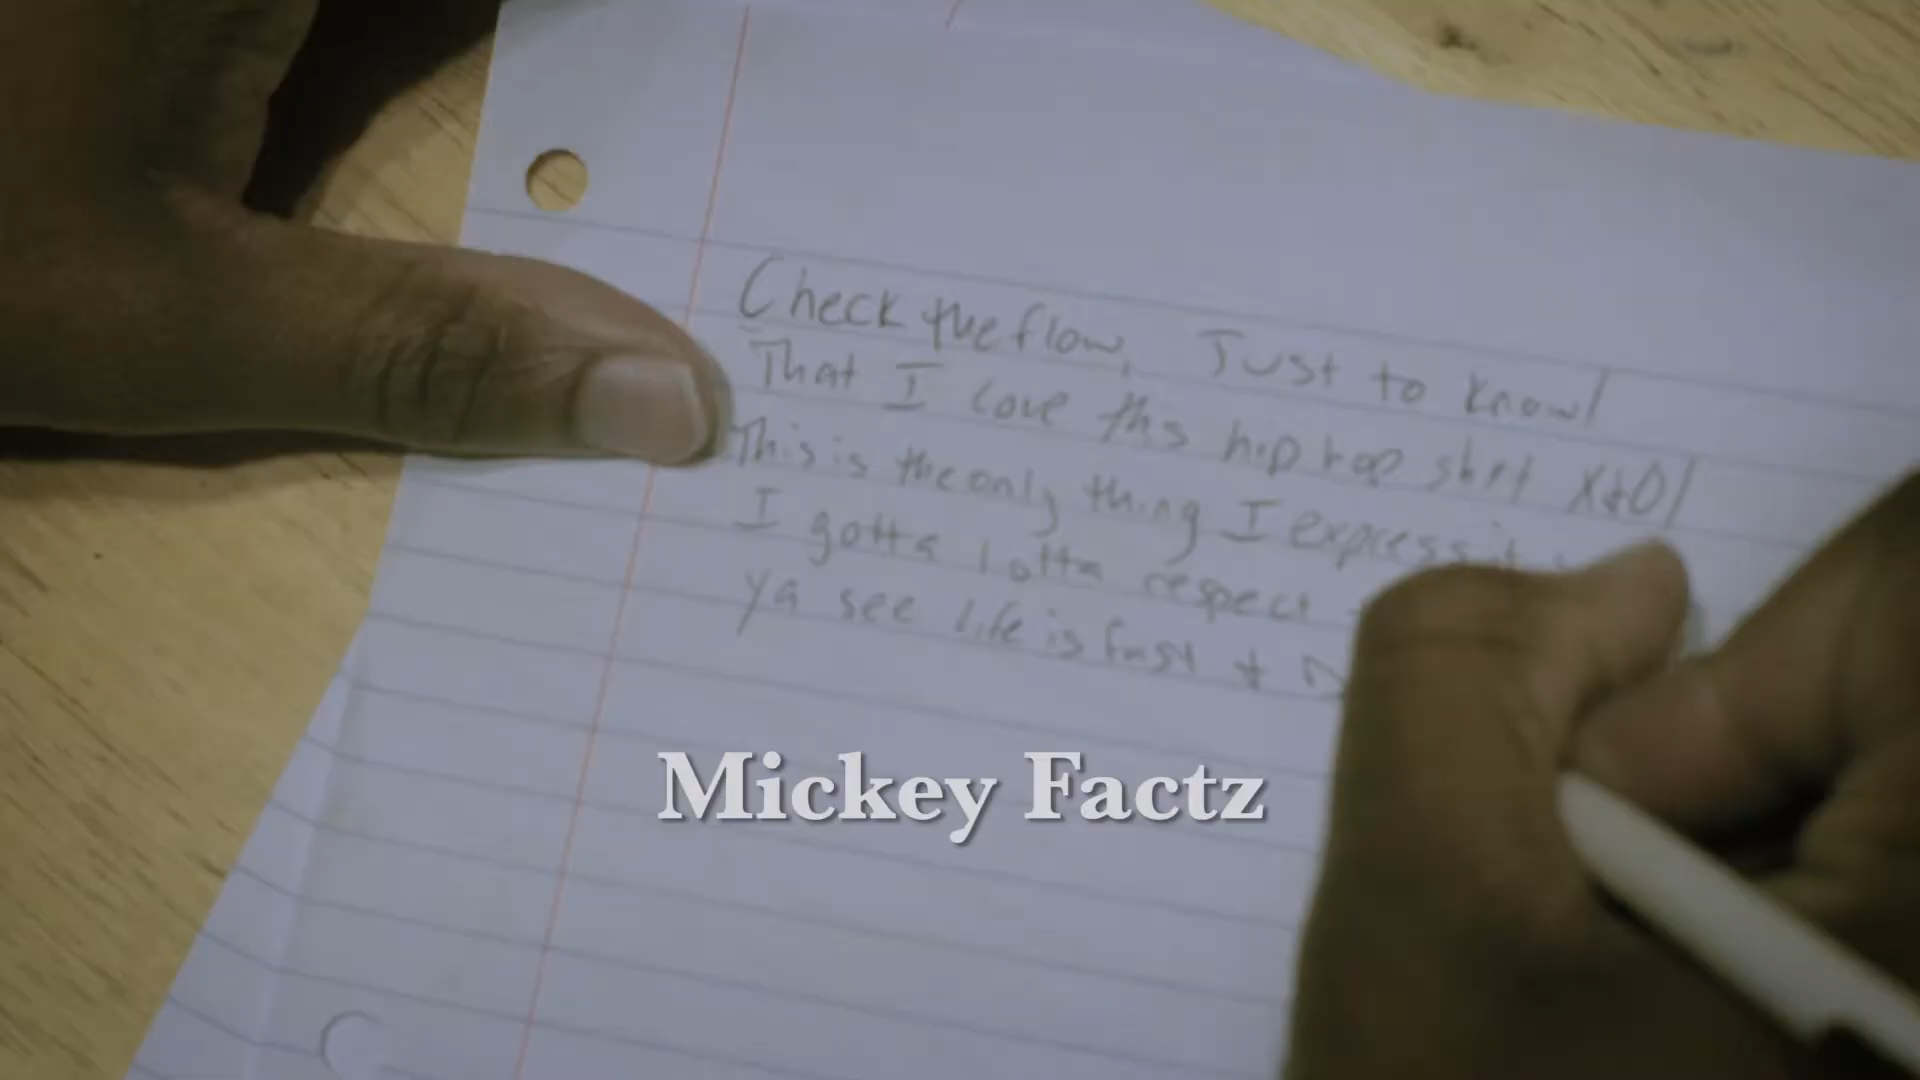 Check the flow, Just to know/
That I love this hip hop shit X & O/
This is the only thing I express it
I gotta lotta respect
ya see life is fast +
Mickey Factz